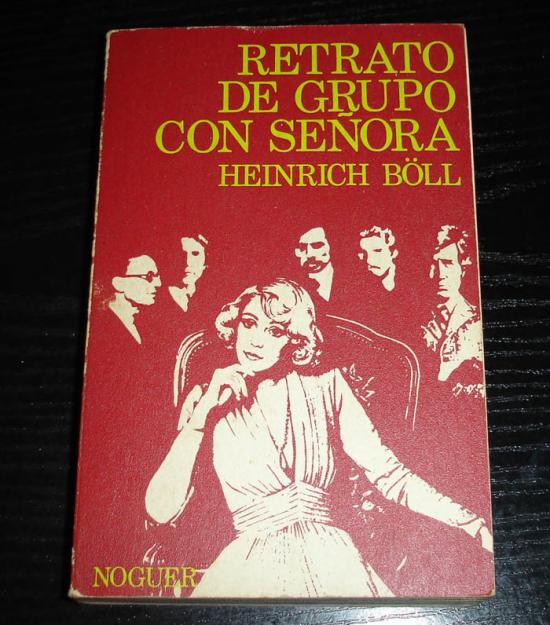 RETRATO
DE GRUPO
CON SEÑORA
HEINRICH BÖLL
NOGUER